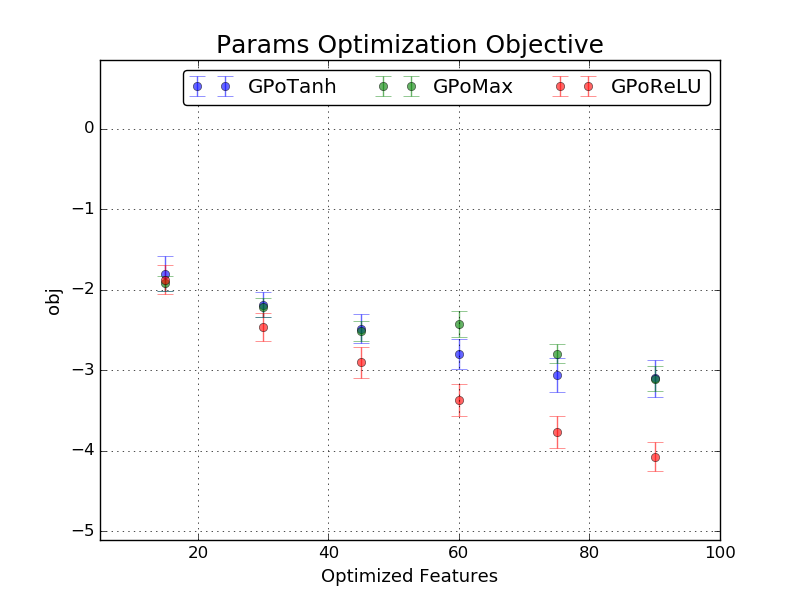 Params Optimization Objective
GPoTanh GPoMax GPoReLU
0
−1
−2
−3
−4
−5
obj
20 40 60 80 100
Optimized Features